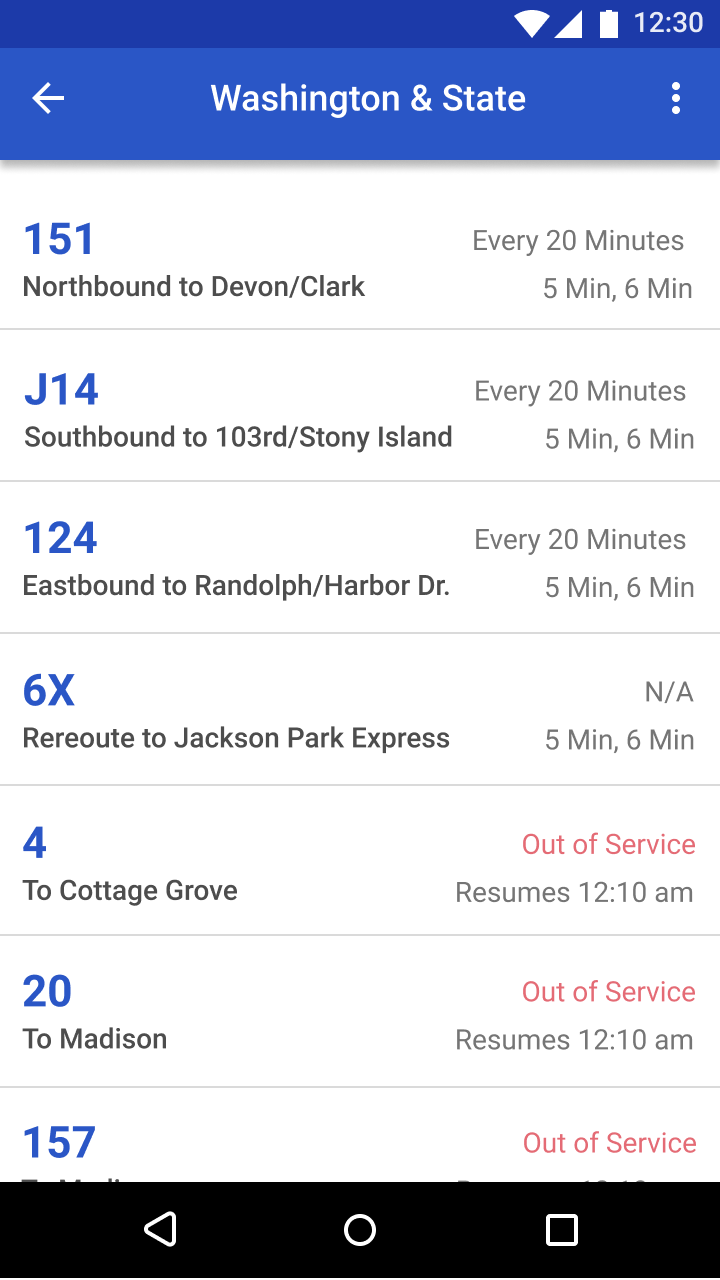 12:30
Washington & State
151
Every 20 Minutes
Northbound to Devon/Clark
5 Min, 6 Min
J14
Every 20 Minutes
Southbound to 103rd/Stony Island
5 Min, 6 Min
124
Every 20 Minutes
Eastbound to Randolph/Harbor Dr.
5 Min, 6 Min
6X
N/A
Rereoute to Jackson Park Express
5 Min, 6 Min
4
Out of Service
To Cottage Grove
Resumes 12:10 am
20
Out of Service
To Madison
Resumes 12:10 am
157
Out of Service